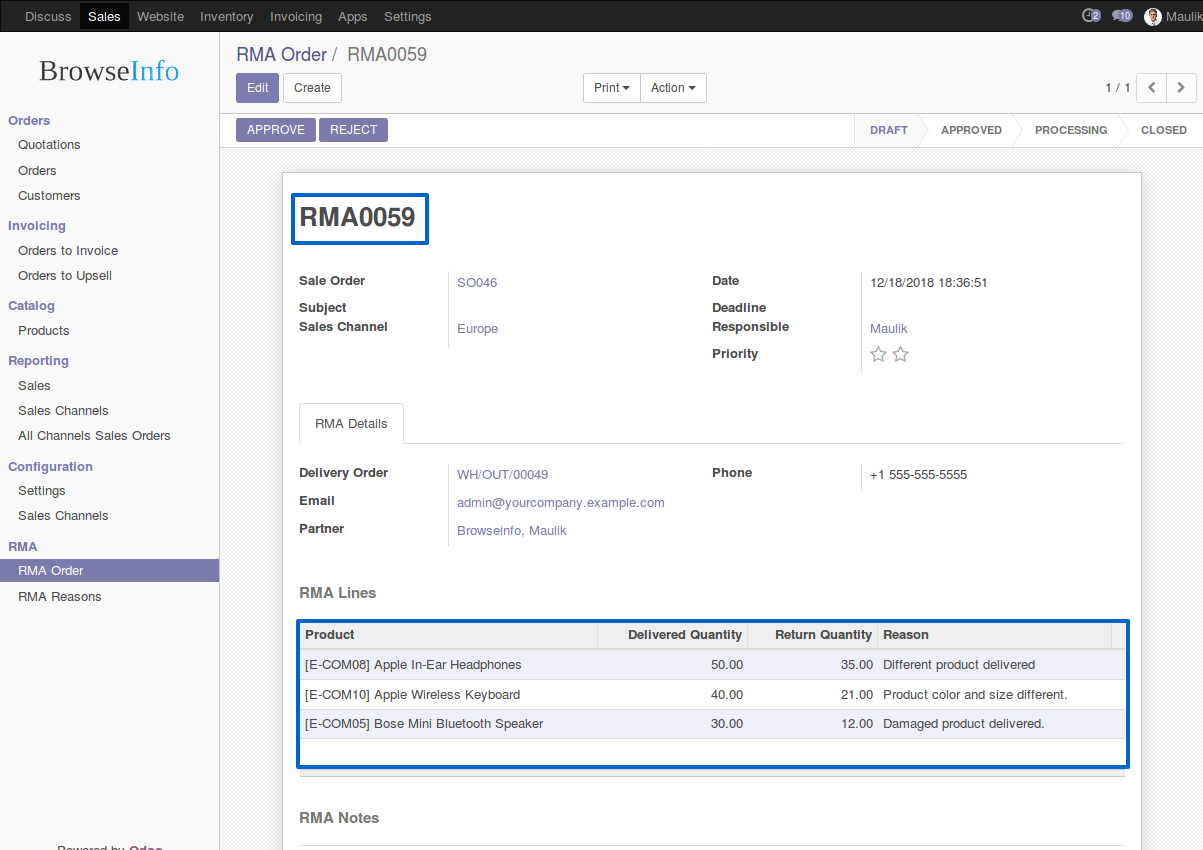 Discuss Sales Website Inventory Invoicing Apps Settings 2 10 Maulik
BrowseInfo
Orders
Quotations
Orders
Customers
Invoicing
Orders to Invoice
Orders to Upsell
Catalog
Products
Reporting
Sales
Sales Channels
All Channels Sales Orders
Configuration
Settings
Sales Channels
RMA
RMA Order
RMA Reasons
Powered by Odoo
RMA Order / RMA0059
Edit Create Print Action 1 / 1
APPROVE REJECT DRAFT APPROVED PROCESSING CLOSED
RMA0059
Sale Order SO046 Date 12/18/2018 18:36:51
Subject Deadline
Sales Channel Europe Responsible Maulik
Priority
RMA Details
Delivery Order WH/OUT/00049 Phone +1 555-555-5555
Email admin@yourcompany.example.com
Partner Browseinfo, Maulik
RMA Lines
Product Delivered Quantity Return Quantity Reason
[E-COM08] Apple In-Ear Headphones 50.00 35.00 Different product delivered
[E-COM10] Apple Wireless Keyboard 40.00 21.00 Product color and size different.
[E-COM05] Bose Mini Bluetooth Speaker 30.00 12.00 Damaged product delivered.
RMA Notes